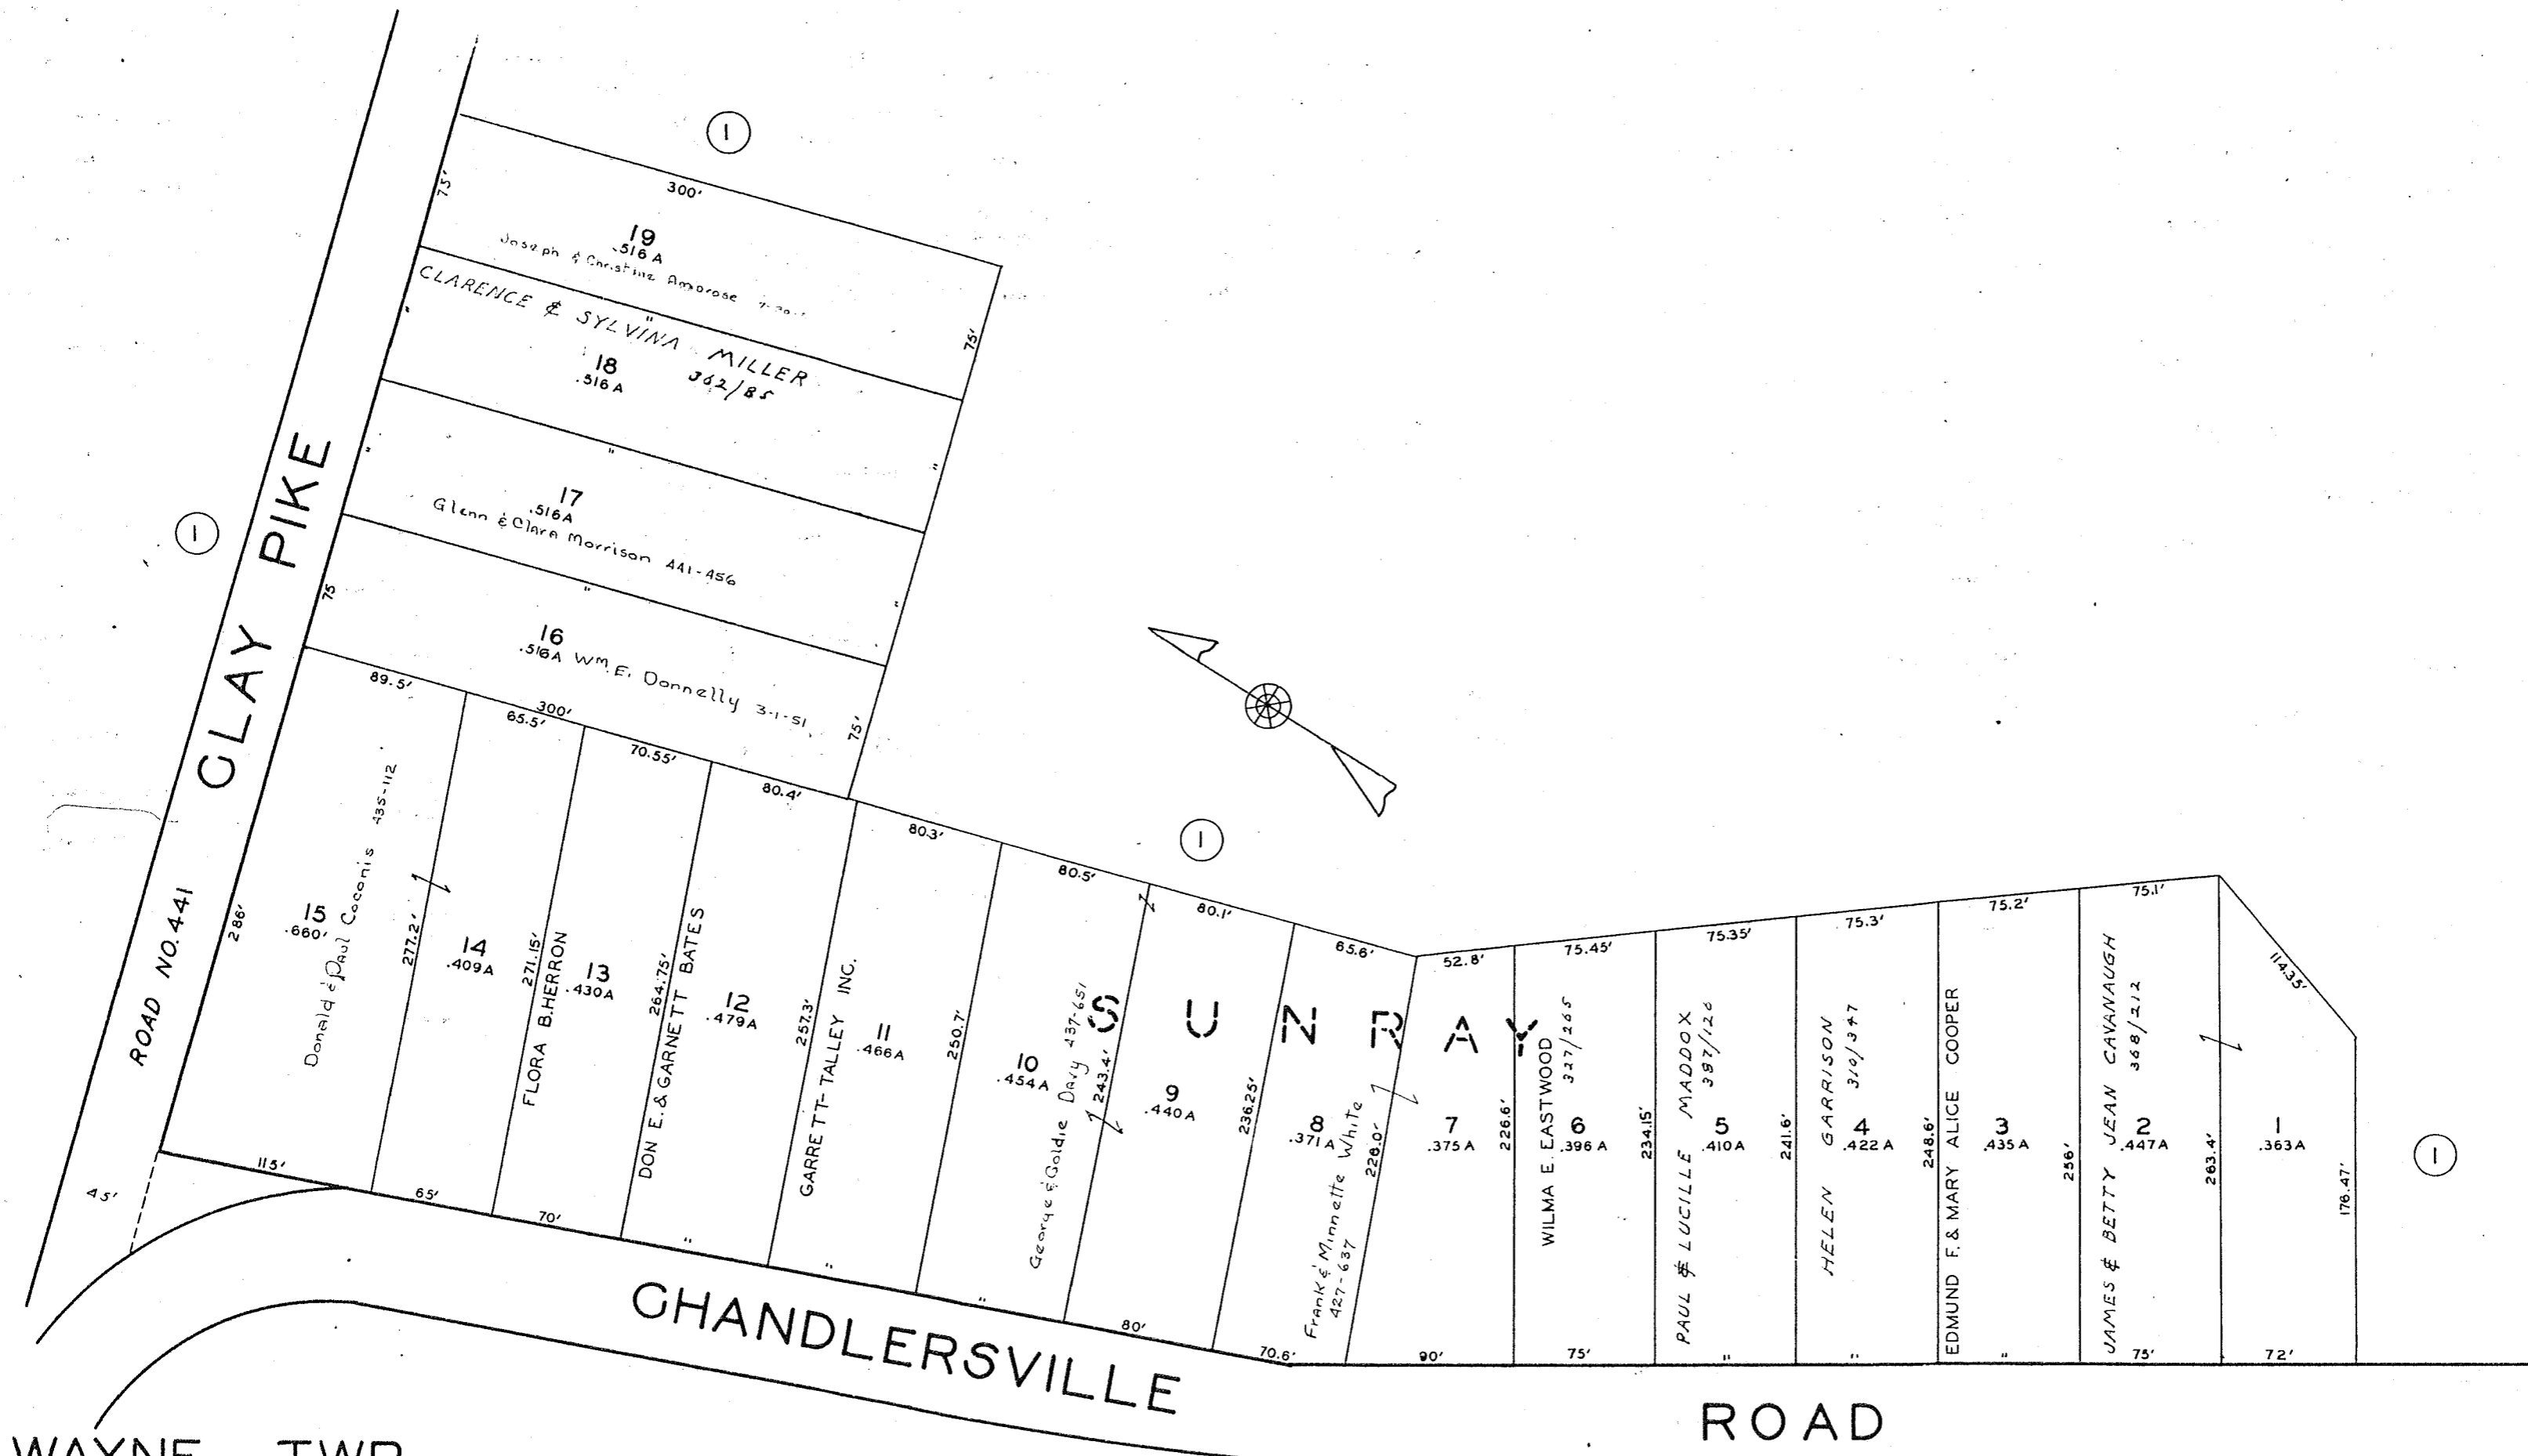 1
300'
75'
19
.516 A
Joseph & Christine Ambrose
75'
CLARENCE & SYLVINA MILLER
362/85
"
"
18
.516 A
"
"
17
.516A
Glenn & Clara Morrison 441-456
"
"
75
16
.516A
Wm. E. Donnelly 3-1-51
300'
75'
1
CLAY PIKE
ROAD NO. 441
45'
286'
89.5'
15
.660'
Donald & Paul Coconis 435-112
115'
277.2'
65.5'
14
.409A
65'
271.15'
FLORA B. HERRON
70.55'
13
.430A
70'
264.75'
DON E. & GARNETT BATES
80.4'
12
.479A
"
257.3'
GARRETT-TALLEY INC.
80.3'
11
.466A
"
250.7'
80.5'
10
.454A
George & Goldie Davy 437-651
"
243.4'
1
80.1'
9
.440A
80'
236.25'
65.6'
8
.371A
Frank & Minnette White
427-637
70.6'
226.0'
SUNRAY
52.8'
7
.375A
90'
226.6'
WILMA E. EASTWOOD
327/265
75.45'
6
.396A
75'
234.15'
75.35'
PAUL & LUCILLE MADDOX
387/126
5
.410A
"
241.6'
75.3'
HELEN GARRISON
310/347
4
.422A
"
248.6'
EDMUND F. & MARY ALICE COOPER
75.2'
3
.435A
"
256'
75.1'
JAMES & BETTY JEAN CAVANAUGH
368/212
2
.447A
75'
263.4'
114.35'
1
.363A
72'
176.47'
1
CHANDLERSVILLE
ROAD
WAYNE TWP